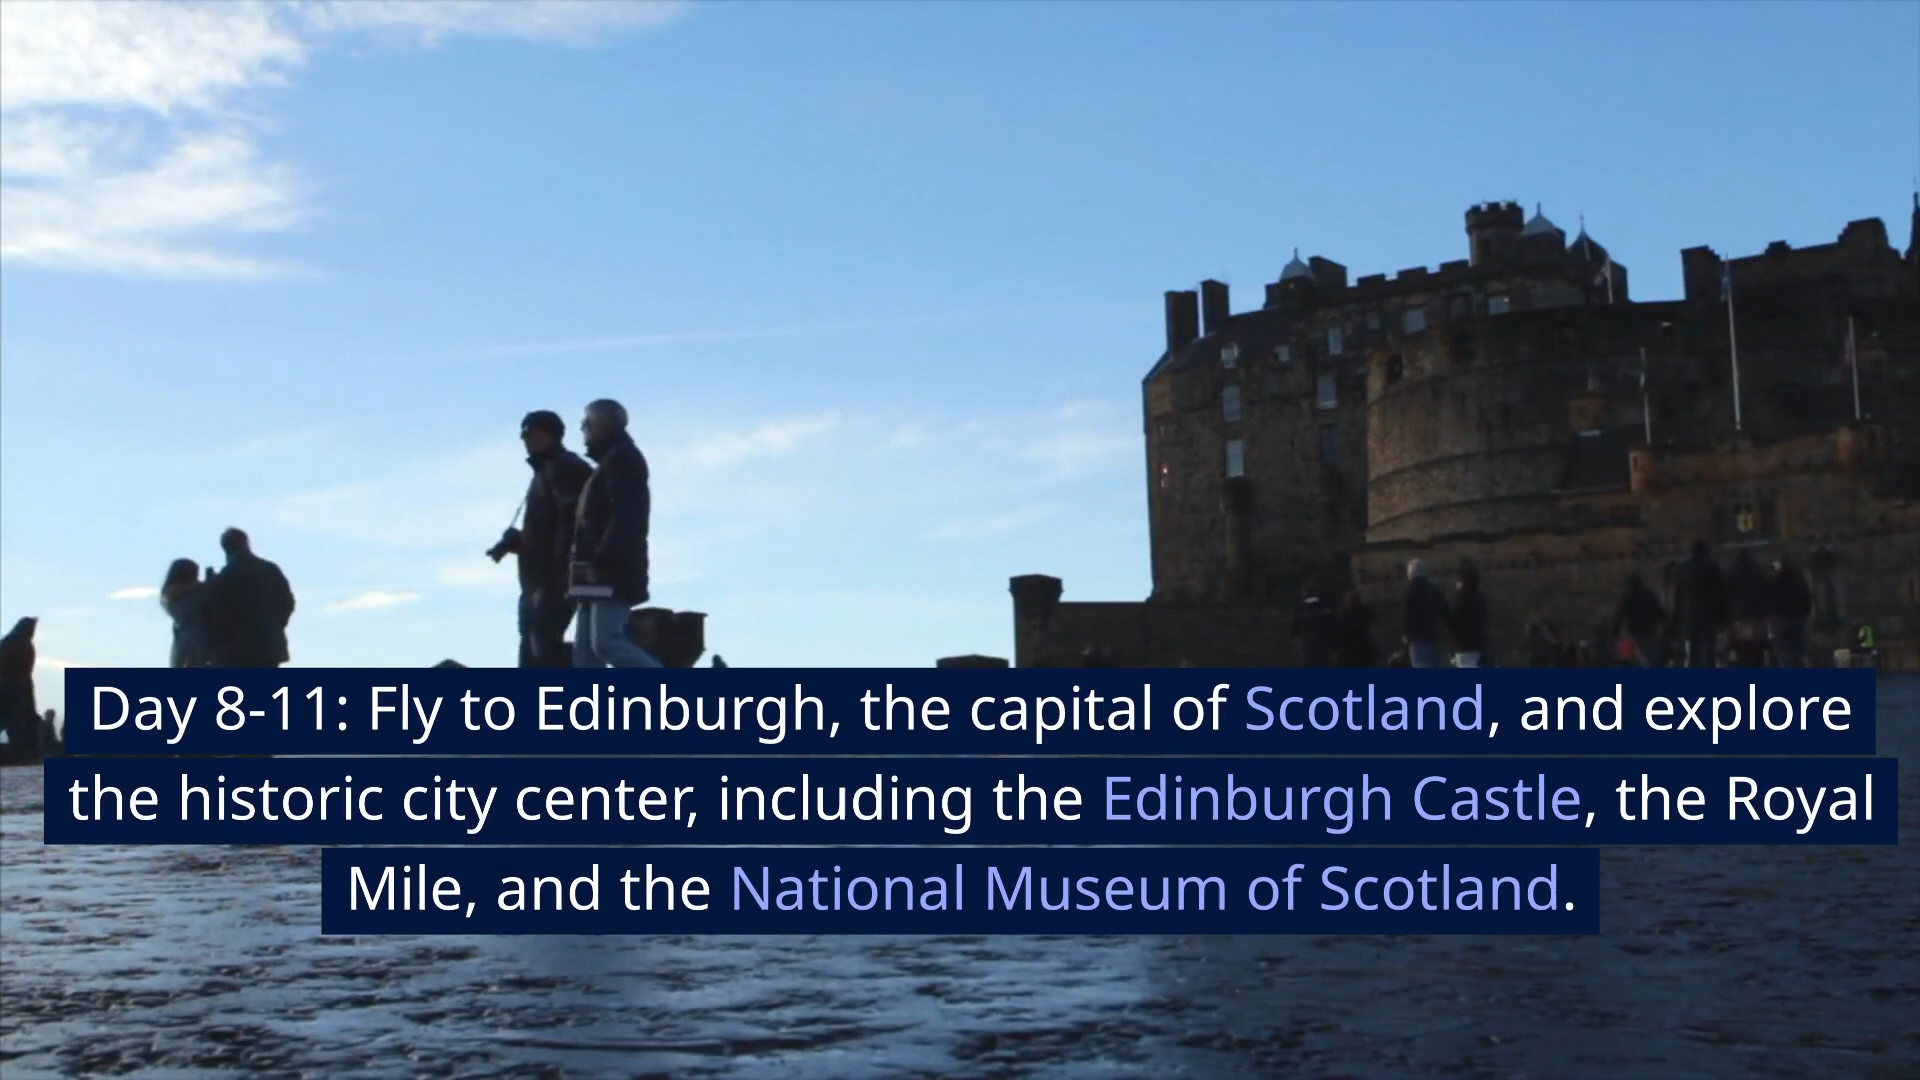 Day 8-11: Fly to Edinburgh, the capital of Scotland, and explore
the historic city center, including the Edinburgh Castle, the Royal
Mile, and the National Museum of Scotland.